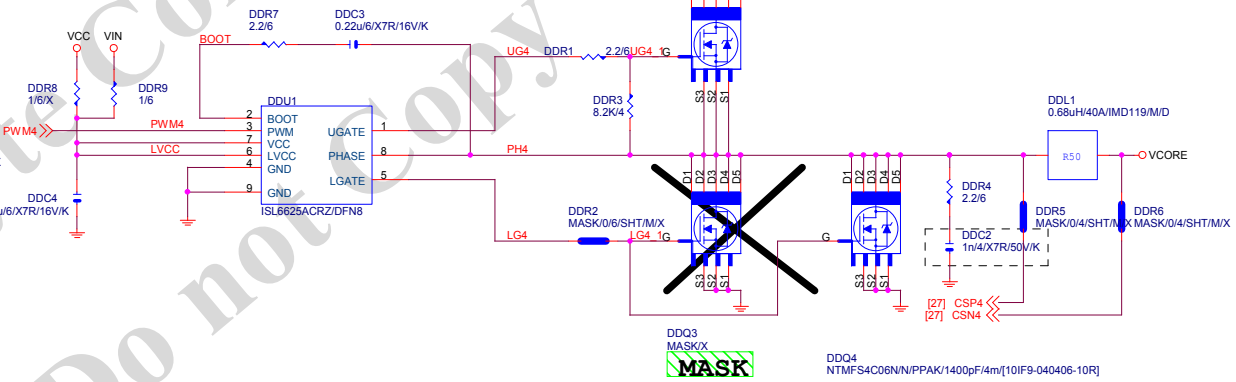 DDR7
2.2/6
DDC3
0.22u/6/X7R/16V/K
VCC
VIN
BOOT
UG4
DDR1
2.2/6
UG4_1
G
S3
S2
S1
DDR8
1/6/X
DDR9
1/6
DDU1
DDR3
8.2K/4
DDL1
0.68uH/40A/IMD119/M/D
PWM4
PWM4
LVCC
2
BOOT
3
PWM
7
VCC
6
LVCC
4
GND
9
GND
UGATE
1
PHASE
8
LGATE
5
ISL6625ACRZ/DFN8
PH4
R50
VCORE
D1
D2
D3
D4
D5
D1
D2
D3
D4
D5
DDC4
u/6/X7R/16V/K
DDR2
MASK/0/6/SHT/M/X
LG4
LG4_1
G
G
DDR4
2.2/6
DDR5
MASK/0/4/SHT/M/X
DDR6
MASK/0/4/SHT/M/X
DDC2
1n/4/X7R/50V/K
S3
S2
S1
S3
S2
S1
[27] CSP4
[27] CSN4
DDQ3
MASK/X
MASK
DDQ4
NTMFS4C06N/N/PPAK/1400pF/4m/[10IF9-040406-10R]
Do not Copy